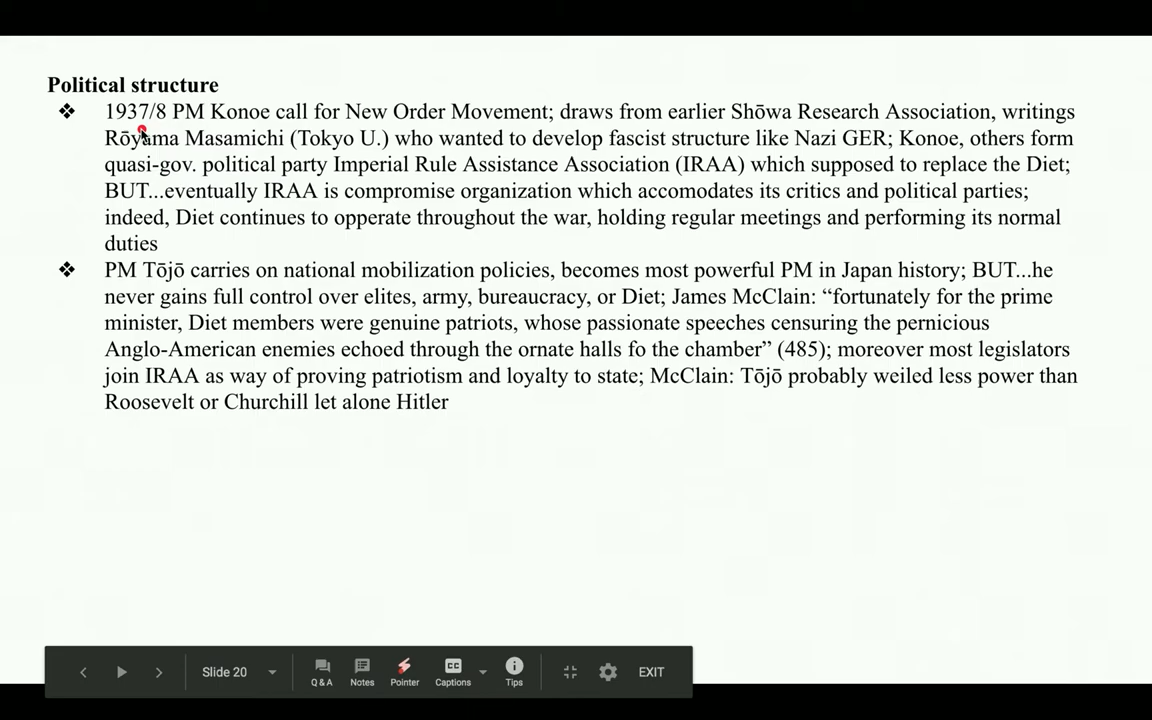 Political structure
❖ 1937/8 PM Konoe call for New Order Movement; draws from earlier Shōwa Research Association, writings
Rōyama Masamichi (Tokyo U.) who wanted to develop fascist structure like Nazi GER; Konoe, others form
quasi-gov. political party Imperial Rule Assistance Association (IRAA) which supposed to replace the Diet;
BUT...eventually IRAA is compromise organization which accomodates its critics and political parties;
indeed, Diet continues to opperate throughout the war, holding regular meetings and performing its normal
duties
❖ PM Tōjō carries on national mobilization policies, becomes most powerful PM in Japan history; BUT...he
never gains full control over elites, army, bureaucracy, or Diet; James McClain: “fortunately for the prime
minister, Diet members were genuine patriots, whose passionate speeches censuring the pernicious
Anglo-American enemies echoed through the ornate halls fo the chamber” (485); moreover most legislators
join IRAA as way of proving patriotism and loyalty to state; McClain: Tōjō probably weiled less power than
Roosevelt or Churchill let alone Hitler
Slide 20 Q & A Notes Pointer CC Captions Tips EXIT